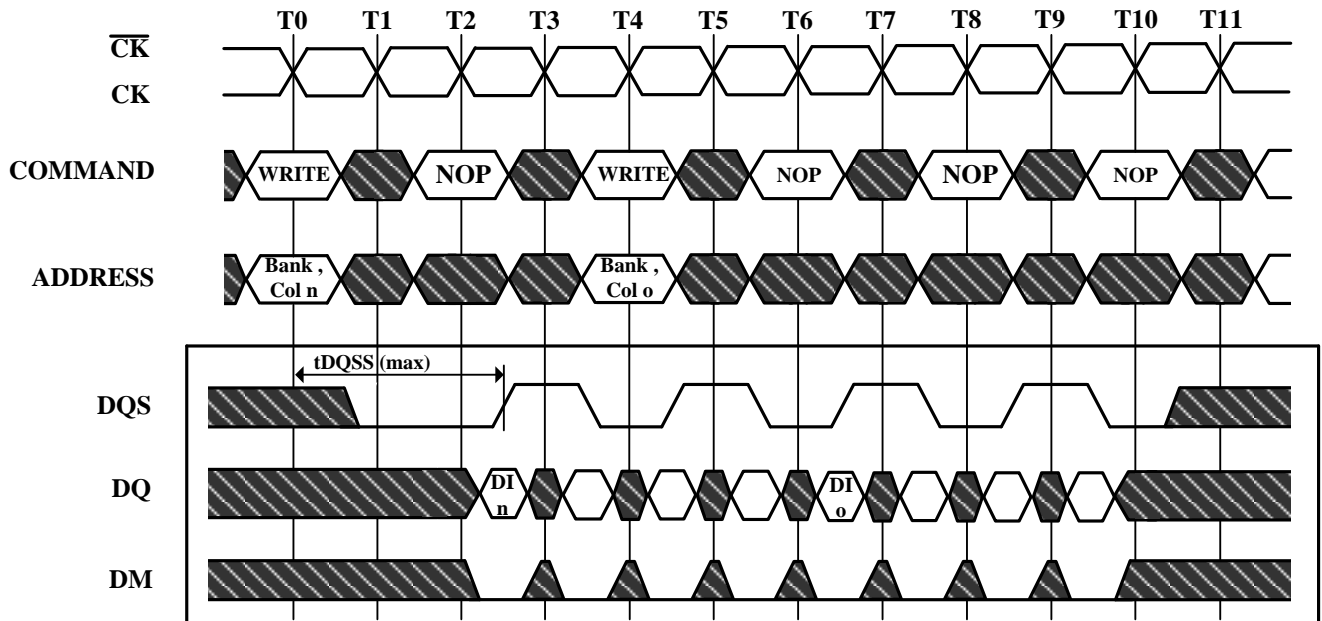 T0 T1 T2 T3 T4 T5 T6 T7 T8 T9 T10 T11
CK
CK
COMMAND WRITE NOP WRITE NOP NOP NOP
ADDRESS Bank , Col n Bank , Col o
tDQSS (max)
DQS
DQ DI n DI o
DM